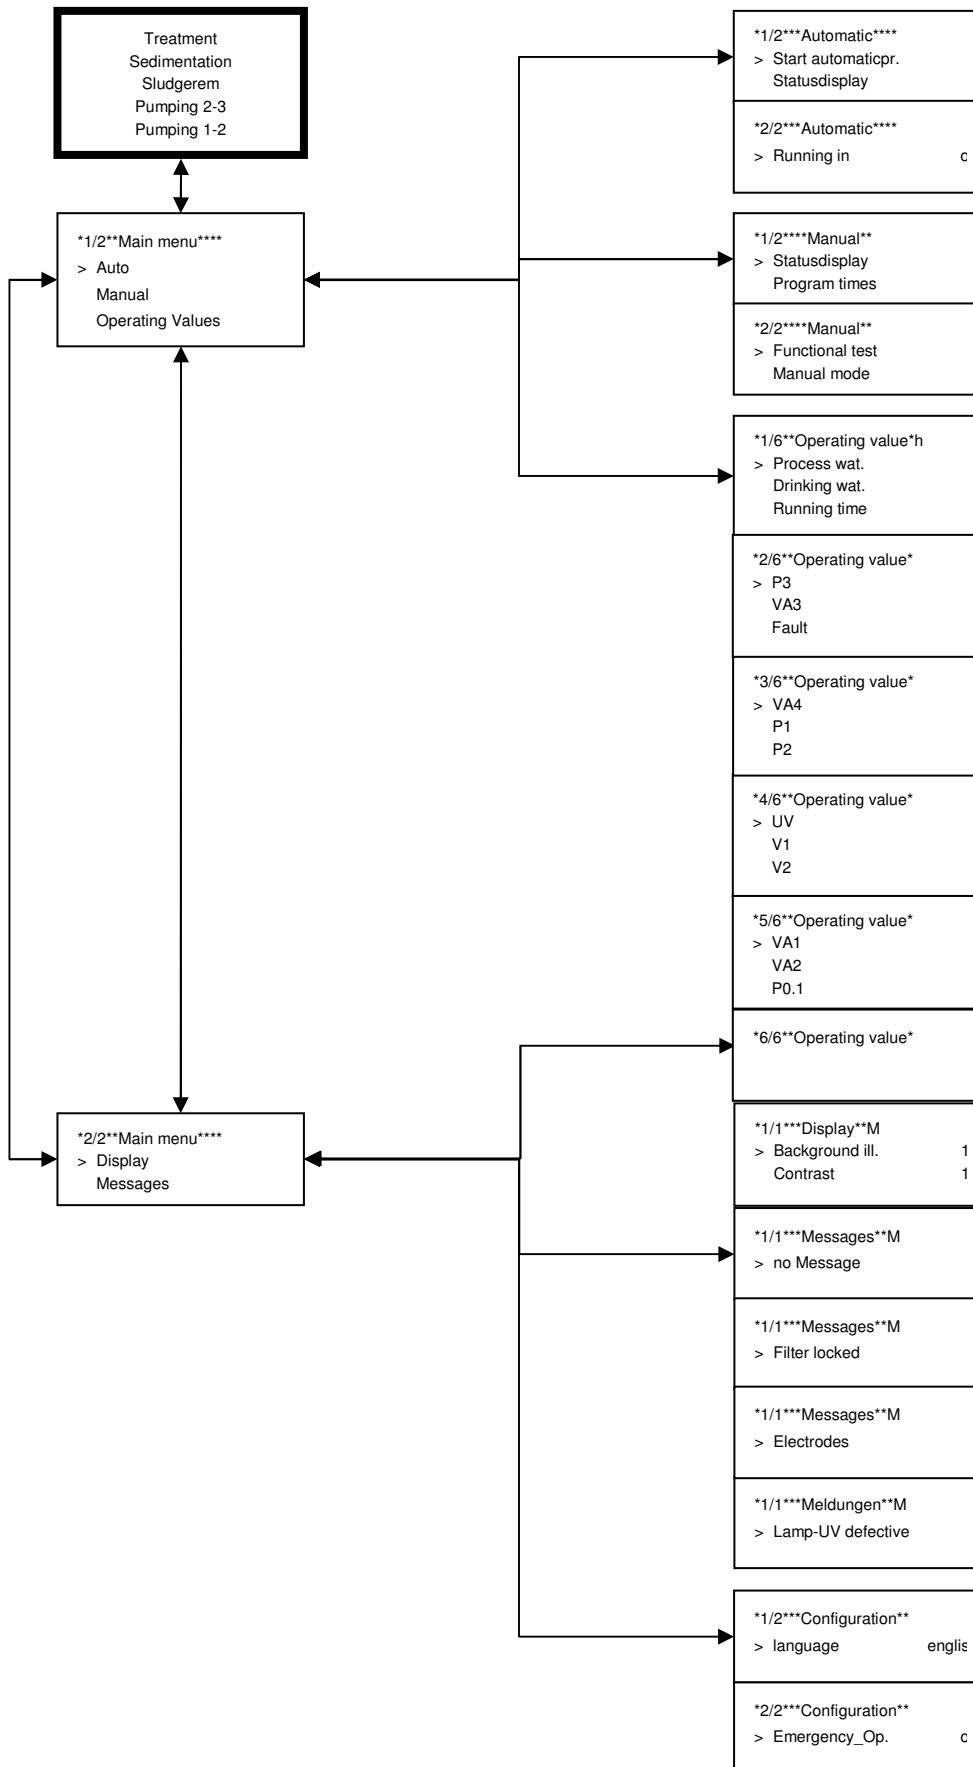 Treatment
Sedimentation
Sludgerem
Pumping 2-3
Pumping 1-2
*1/2**Main menu****
> Auto
Manual
Operating Values
*2/2**Main menu****
> Display
Messages
*1/2***Automatic****
> Start automaticpr.
Statusdisplay
*2/2***Automatic****
> Running in
*1/2****Manual**
> Statusdisplay
Program times
*2/2****Manual**
> Functional test
Manual mode
*1/6**Operating value*h
> Process wat.
Drinking wat.
Running time
*2/6**Operating value*
> P3
VA3
Fault
*3/6**Operating value*
> VA4
P1
P2
*4/6**Operating value*
> UV
V1
V2
*5/6**Operating value*
> VA1
VA2
P0.1
*6/6**Operating value*
*1/1***Display**M
> Background ill. 1
Contrast 1
*1/1***Messages**M
> no Message
*1/1***Messages**M
> Filter locked
*1/1***Messages**M
> Electrodes
*1/1***Meldungen**M
> Lamp-UV defective
*1/2***Configuration**
> language englis
*2/2***Configuration**
> Emergency_Op.